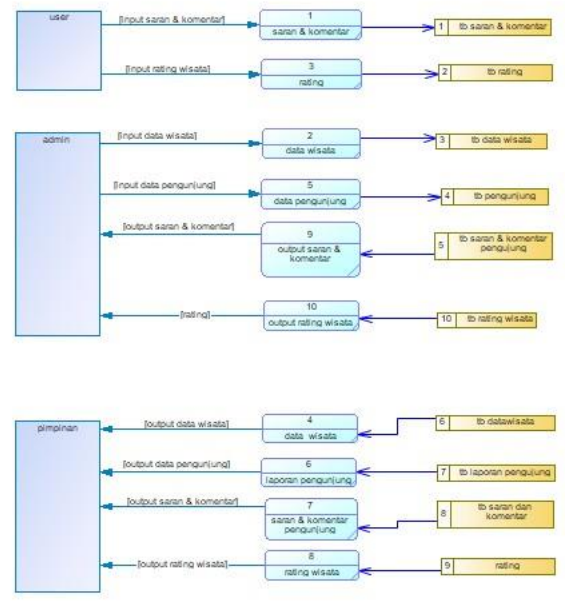 user
[input saran & komentar]
1
saran & komentar
1 tb saran & komentar
[input rating wisata]
3
rating
2 tb rating
admin
[input data wisata]
2
data wisata
3 tb data wisata
[input data pengunjung]
5
data pengunjung
4 tb pengunjung
[output saran & komentar]
9
output saran &
komentar
5 tb saran & komentar
pengujung
[rating]
10
output rating wisata
10 tb rating wisata
pimpinan
[output data wisata]
4
data wisata
6 tb datawisata
[output data pengunjung]
6
laporan pengunjung
7 tb laporan pengujung
[output saran & komentar]
7
saran & komentar
pengunjung
8 tb saran dan
komentar
[output rating wisata]
8
rating wisata
9 rating